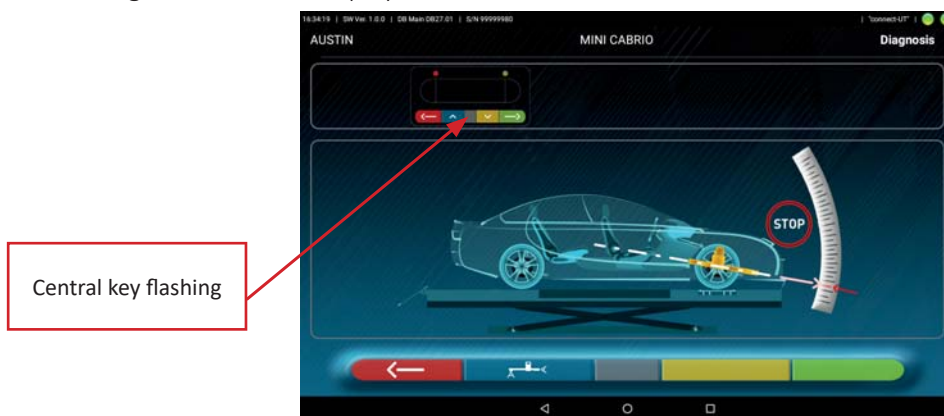 16:34:19 | SW Ver. 1.0.0 | DB Main DB27.01 | S/N 99999980 | "connect-UT" |
AUSTIN MINI CABRIO Diagnosis
STOP
Central key flashing